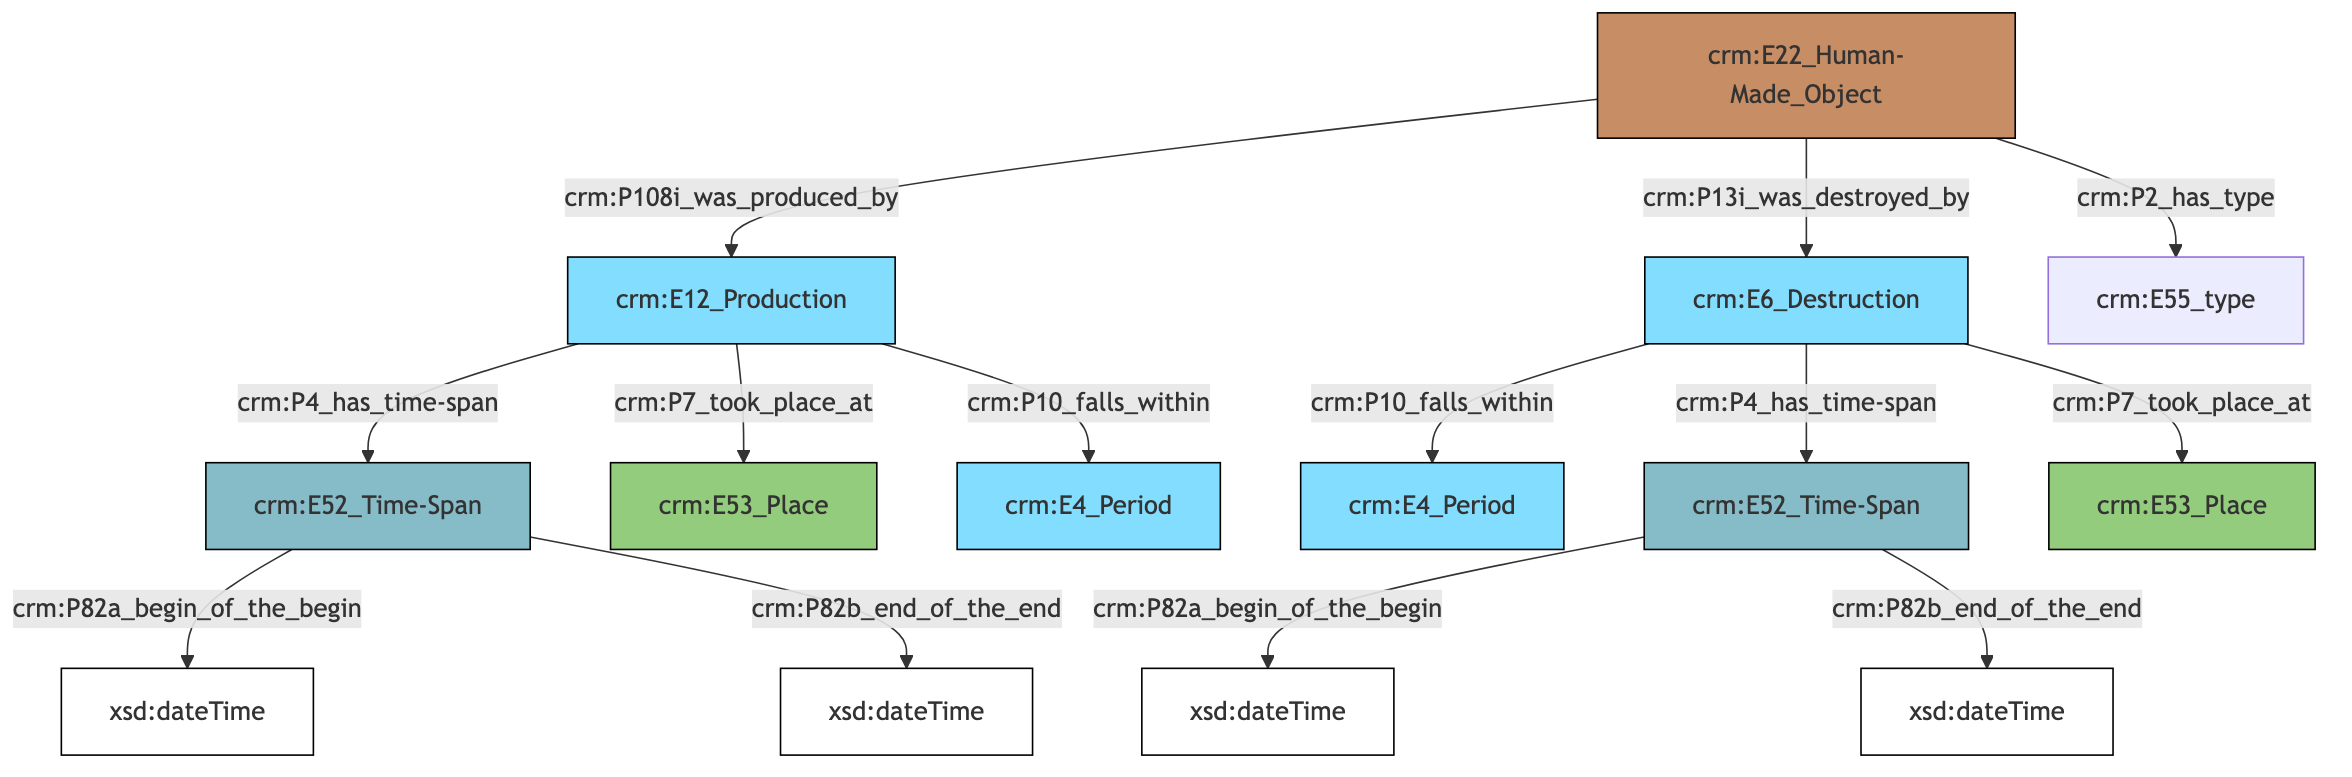 crm:E22_Human-
Made_Object
crm:P108i_was_produced_by
crm:P13i_was_destroyed_by
crm:P2_has_type
crm:E12_Production
crm:E6_Destruction
crm:E55_type
crm:P4_has_time-span
crm:P7_took_place_at
crm:P10_falls_within
crm:P10_falls_within
crm:P4_has_time-span
crm:P7_took_place_at
crm:E52_Time-Span
crm:E53_Place
crm:E4_Period
crm:E4_Period
crm:E52_Time-Span
crm:E53_Place
crm:P82a_begin_of_the_begin
crm:P82b_end_of_the_end
crm:P82a_begin_of_the_begin
crm:P82b_end_of_the_end
xsd:dateTime
xsd:dateTime
xsd:dateTime
xsd:dateTime